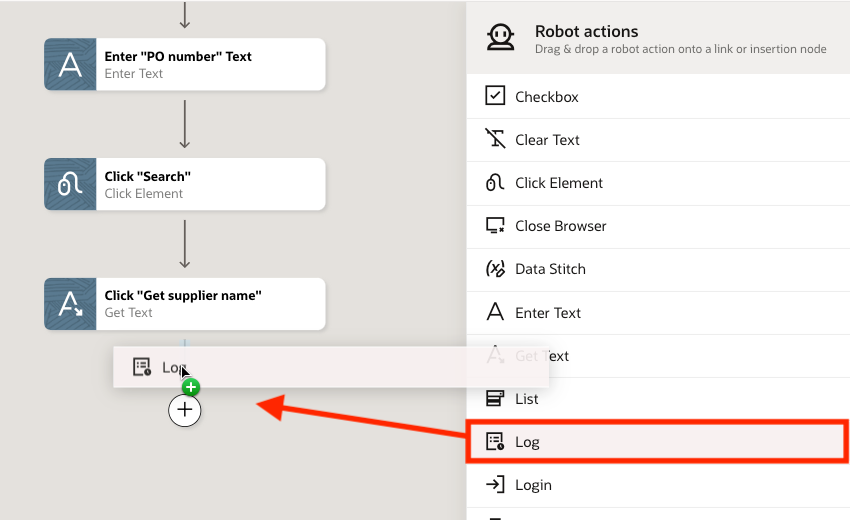 Enter "PO number" Text
Enter Text
Click "Search"
Click Element
Click "Get supplier name"
Get Text
Log
Robot actions
Drag & drop a robot action onto a link or insertion node
Checkbox
Clear Text
Click Element
Close Browser
Data Stitch
Enter Text
Get Text
List
Log
Login